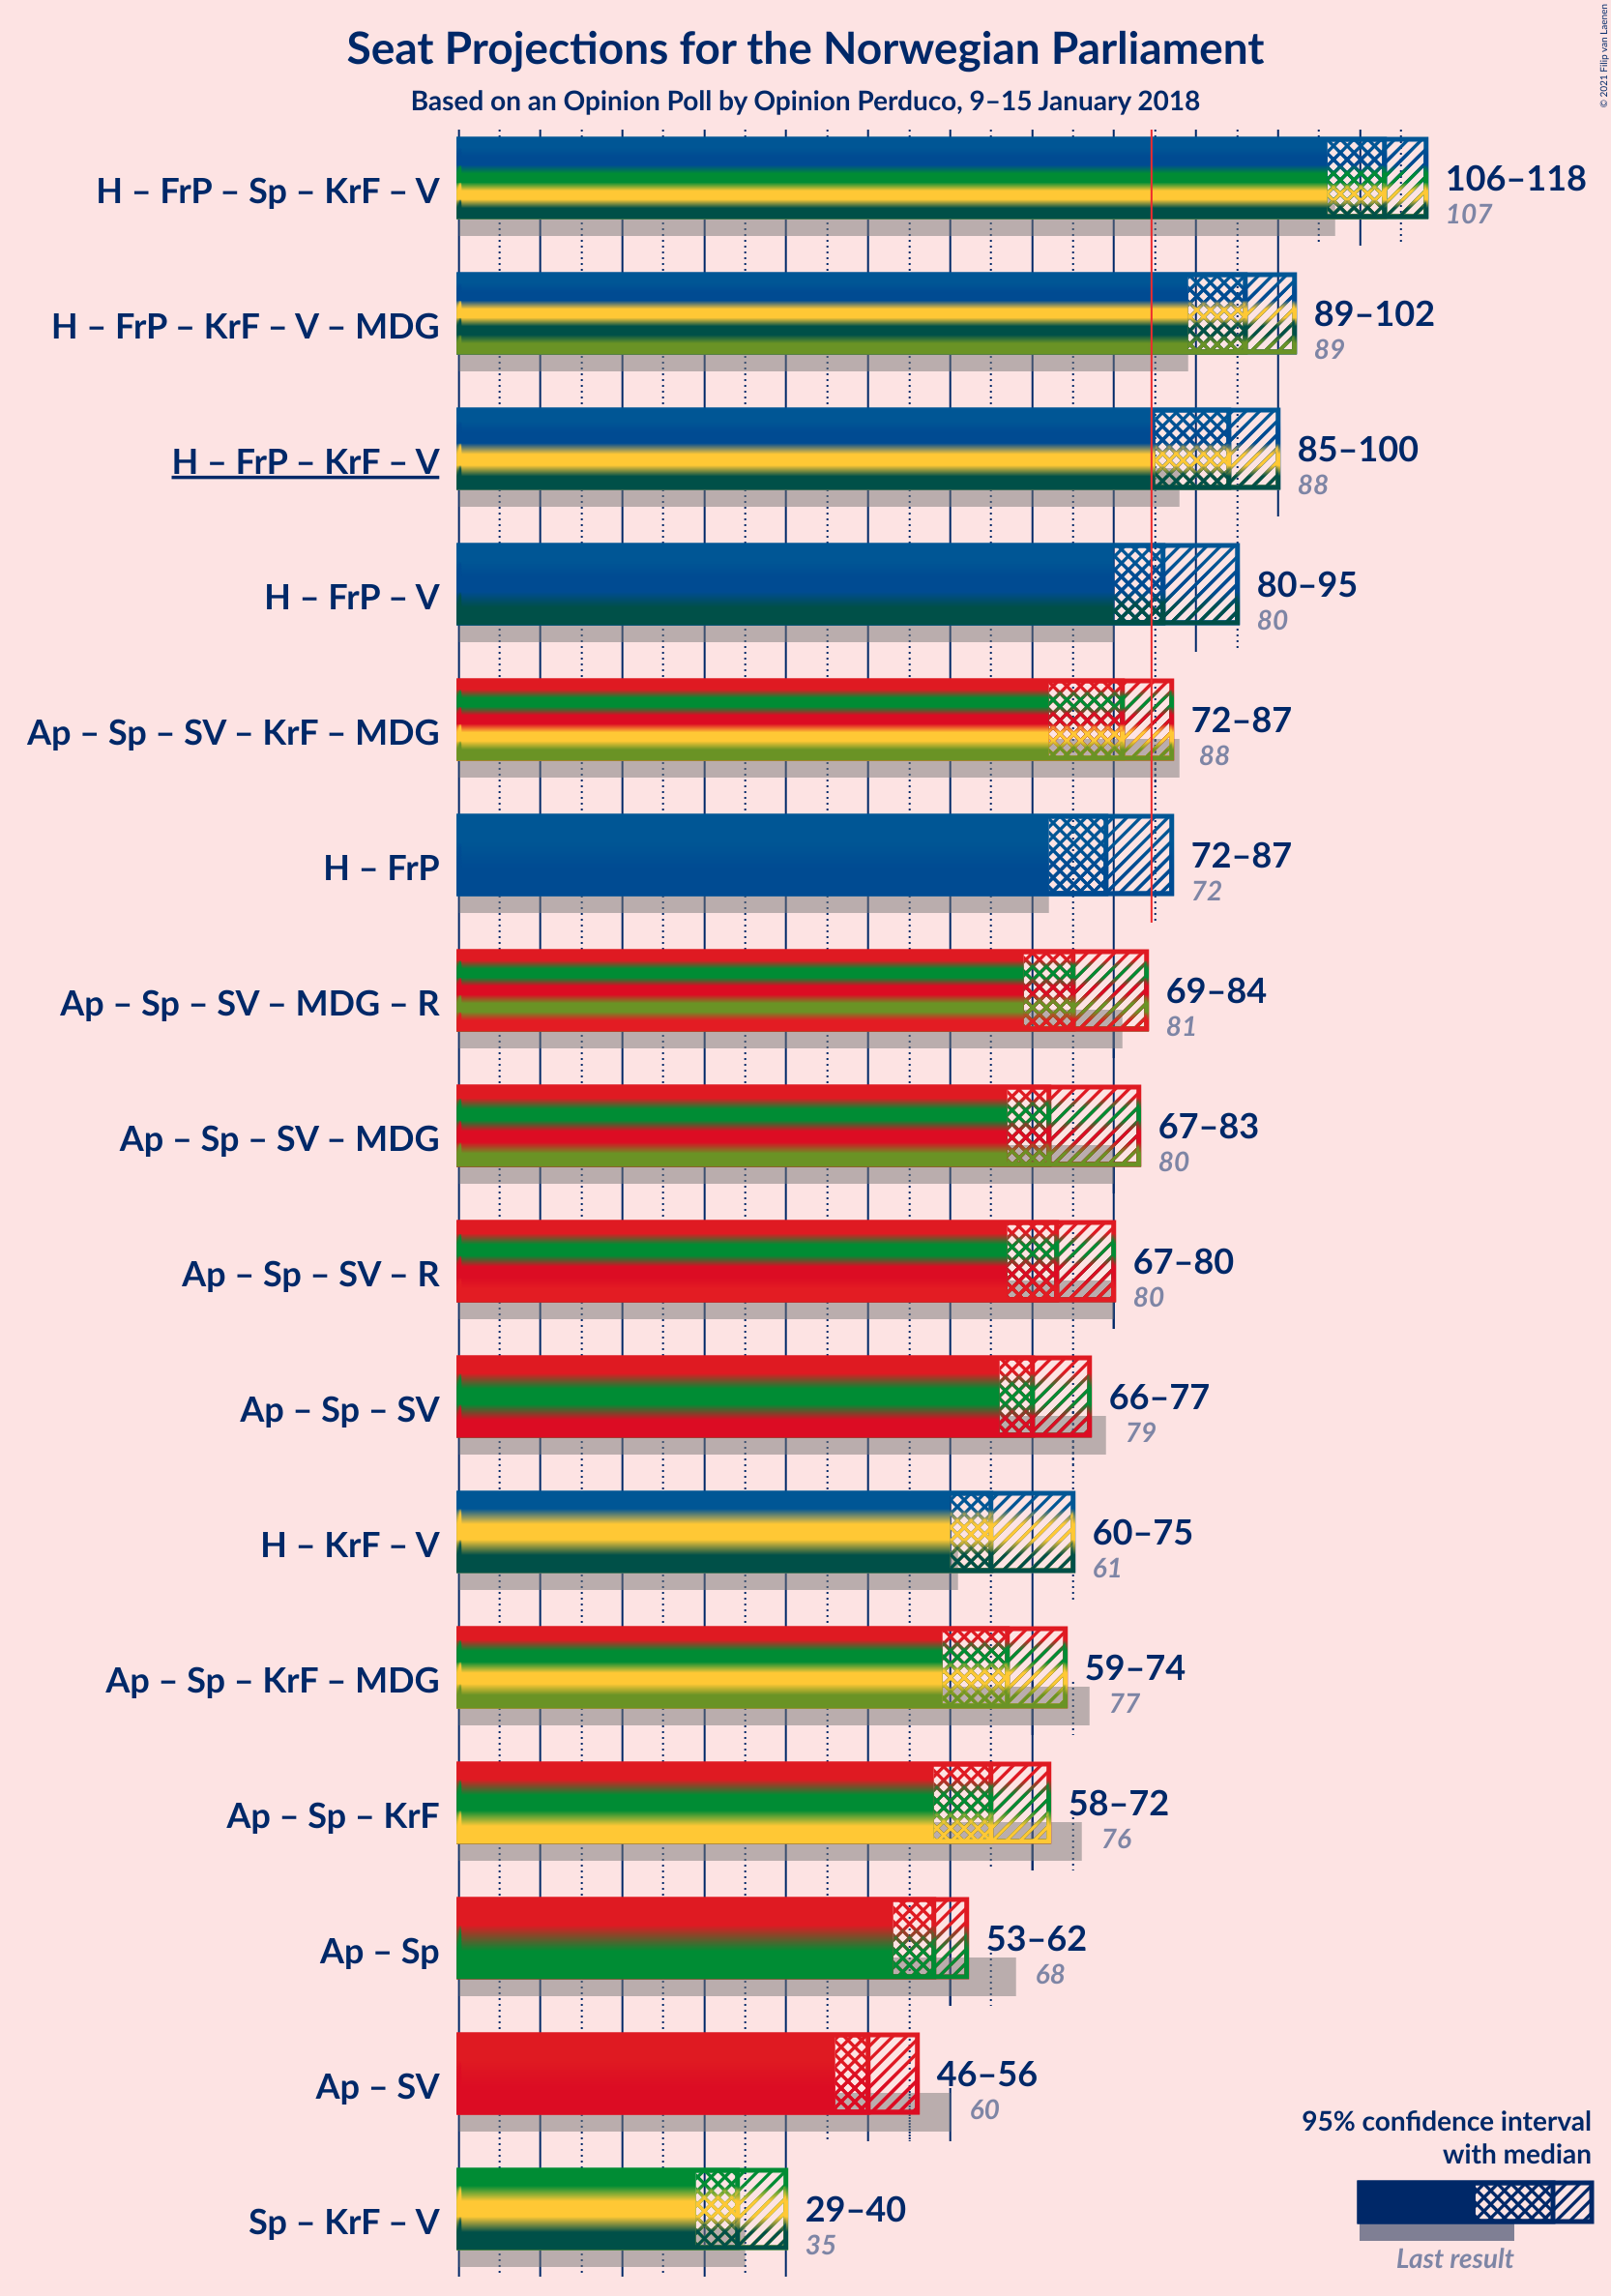 © 2021 Filip van Laenen
Seat Projections for the Norwegian Parliament
Based on an Opinion Poll by Opinion Perduco, 9–15 January 2018
H – FrP – Sp – KrF – V
106–118
107
H – FrP – KrF – V – MDG
89–102
89
H – FrP – KrF – V
85–100
88
H – FrP – V
80–95
80
Ap – Sp – SV – KrF – MDG
72–87
88
H – FrP
72–87
72
Ap – Sp – SV – MDG – R
69–84
81
Ap – Sp – SV – MDG
67–83
80
Ap – Sp – SV – R
67–80
80
Ap – Sp – SV
66–77
79
H – KrF – V
60–75
61
Ap – Sp – KrF – MDG
59–74
77
Ap – Sp – KrF
58–72
76
Ap – Sp
53–62
68
Ap – SV
46–56
60
Sp – KrF – V
29–40
35
95% confidence interval
with median
Last result